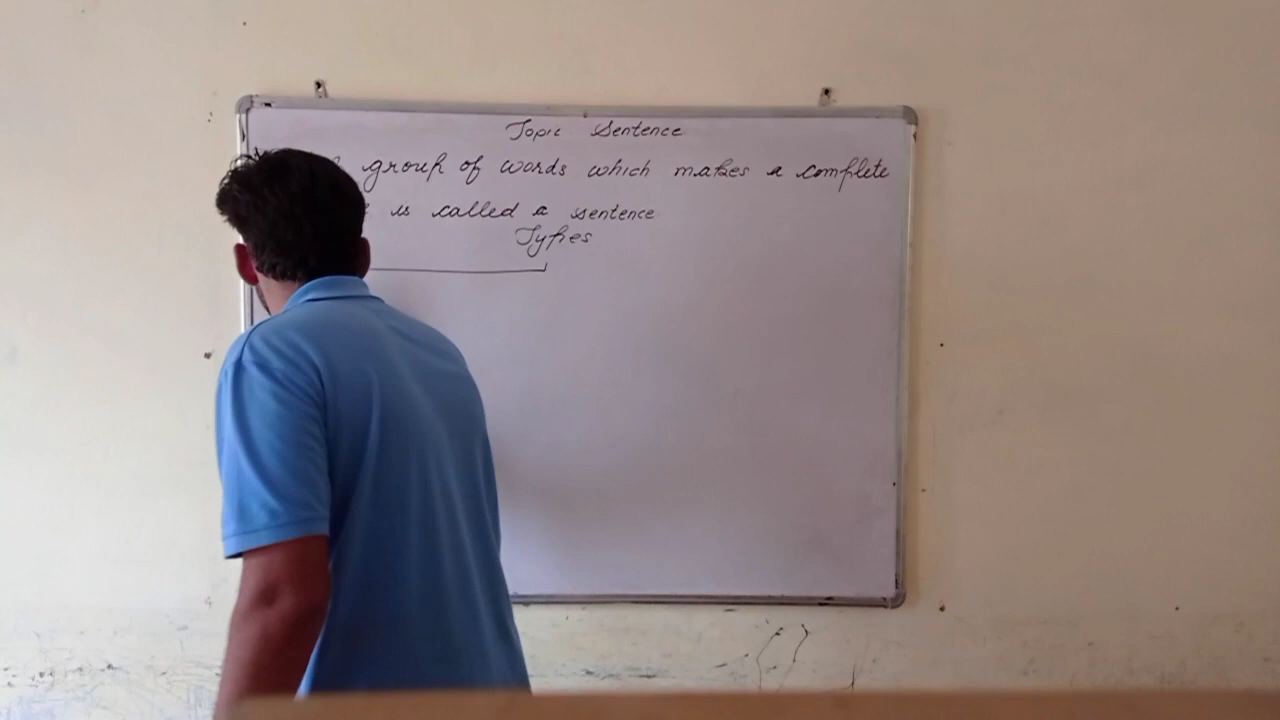 Topic Sentence
group of words which makes a complete
is called a sentence
Types